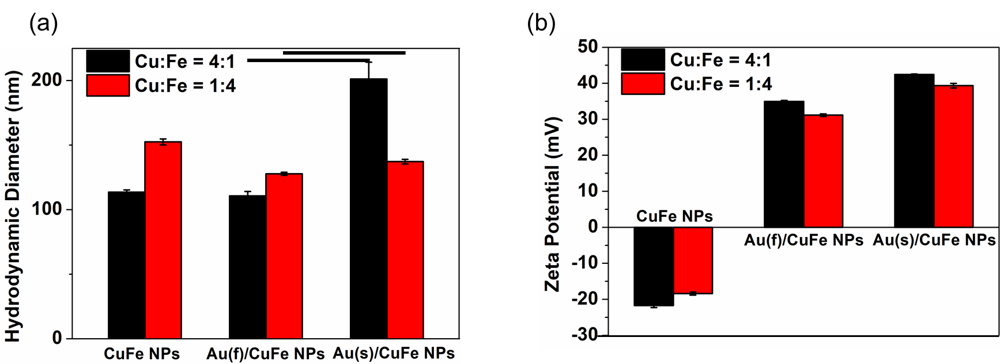 (a)
Hydrodynamic Diameter (nm)
200
100
0
Cu:Fe = 4:1
Cu:Fe = 1:4
CuFe NPs
Au(f)/CuFe NPs
Au(s)/CuFe NPs
(b)
Zeta Potential (mV)
50
40
30
20
10
0
-10
-20
-30
Cu:Fe = 4:1
Cu:Fe = 1:4
CuFe NPs
Au(f)/CuFe NPs
Au(s)/CuFe NPs